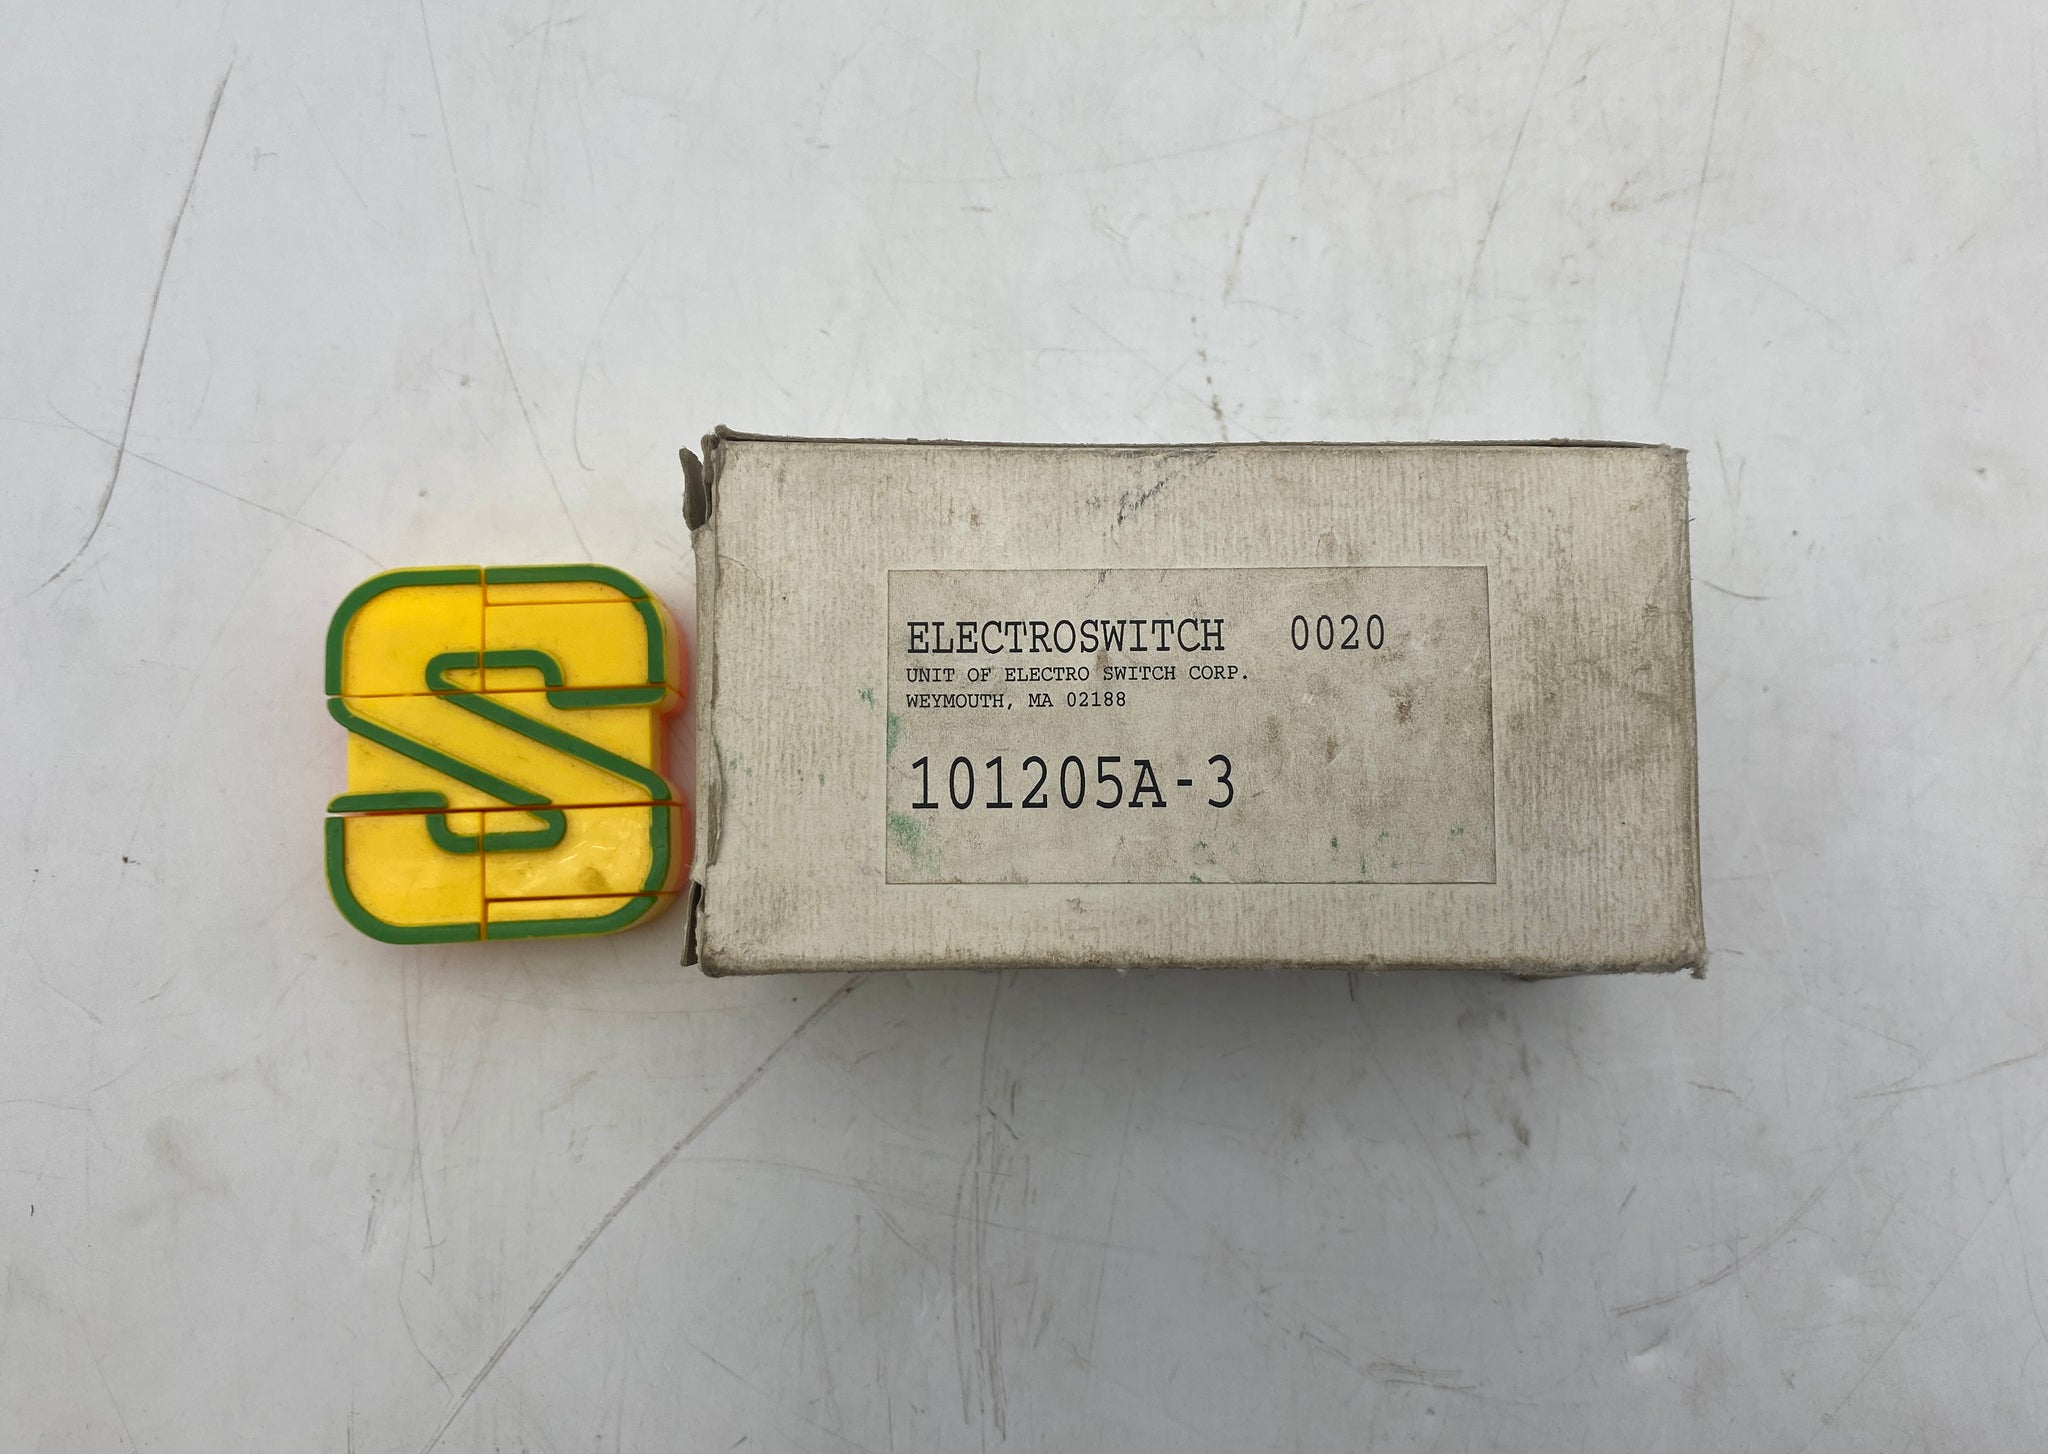 S
ELECTROSWITCH 0020
UNIT OF ELECTRO SWITCH CORP.
WEYMOUTH, MA 02188
101205A-3